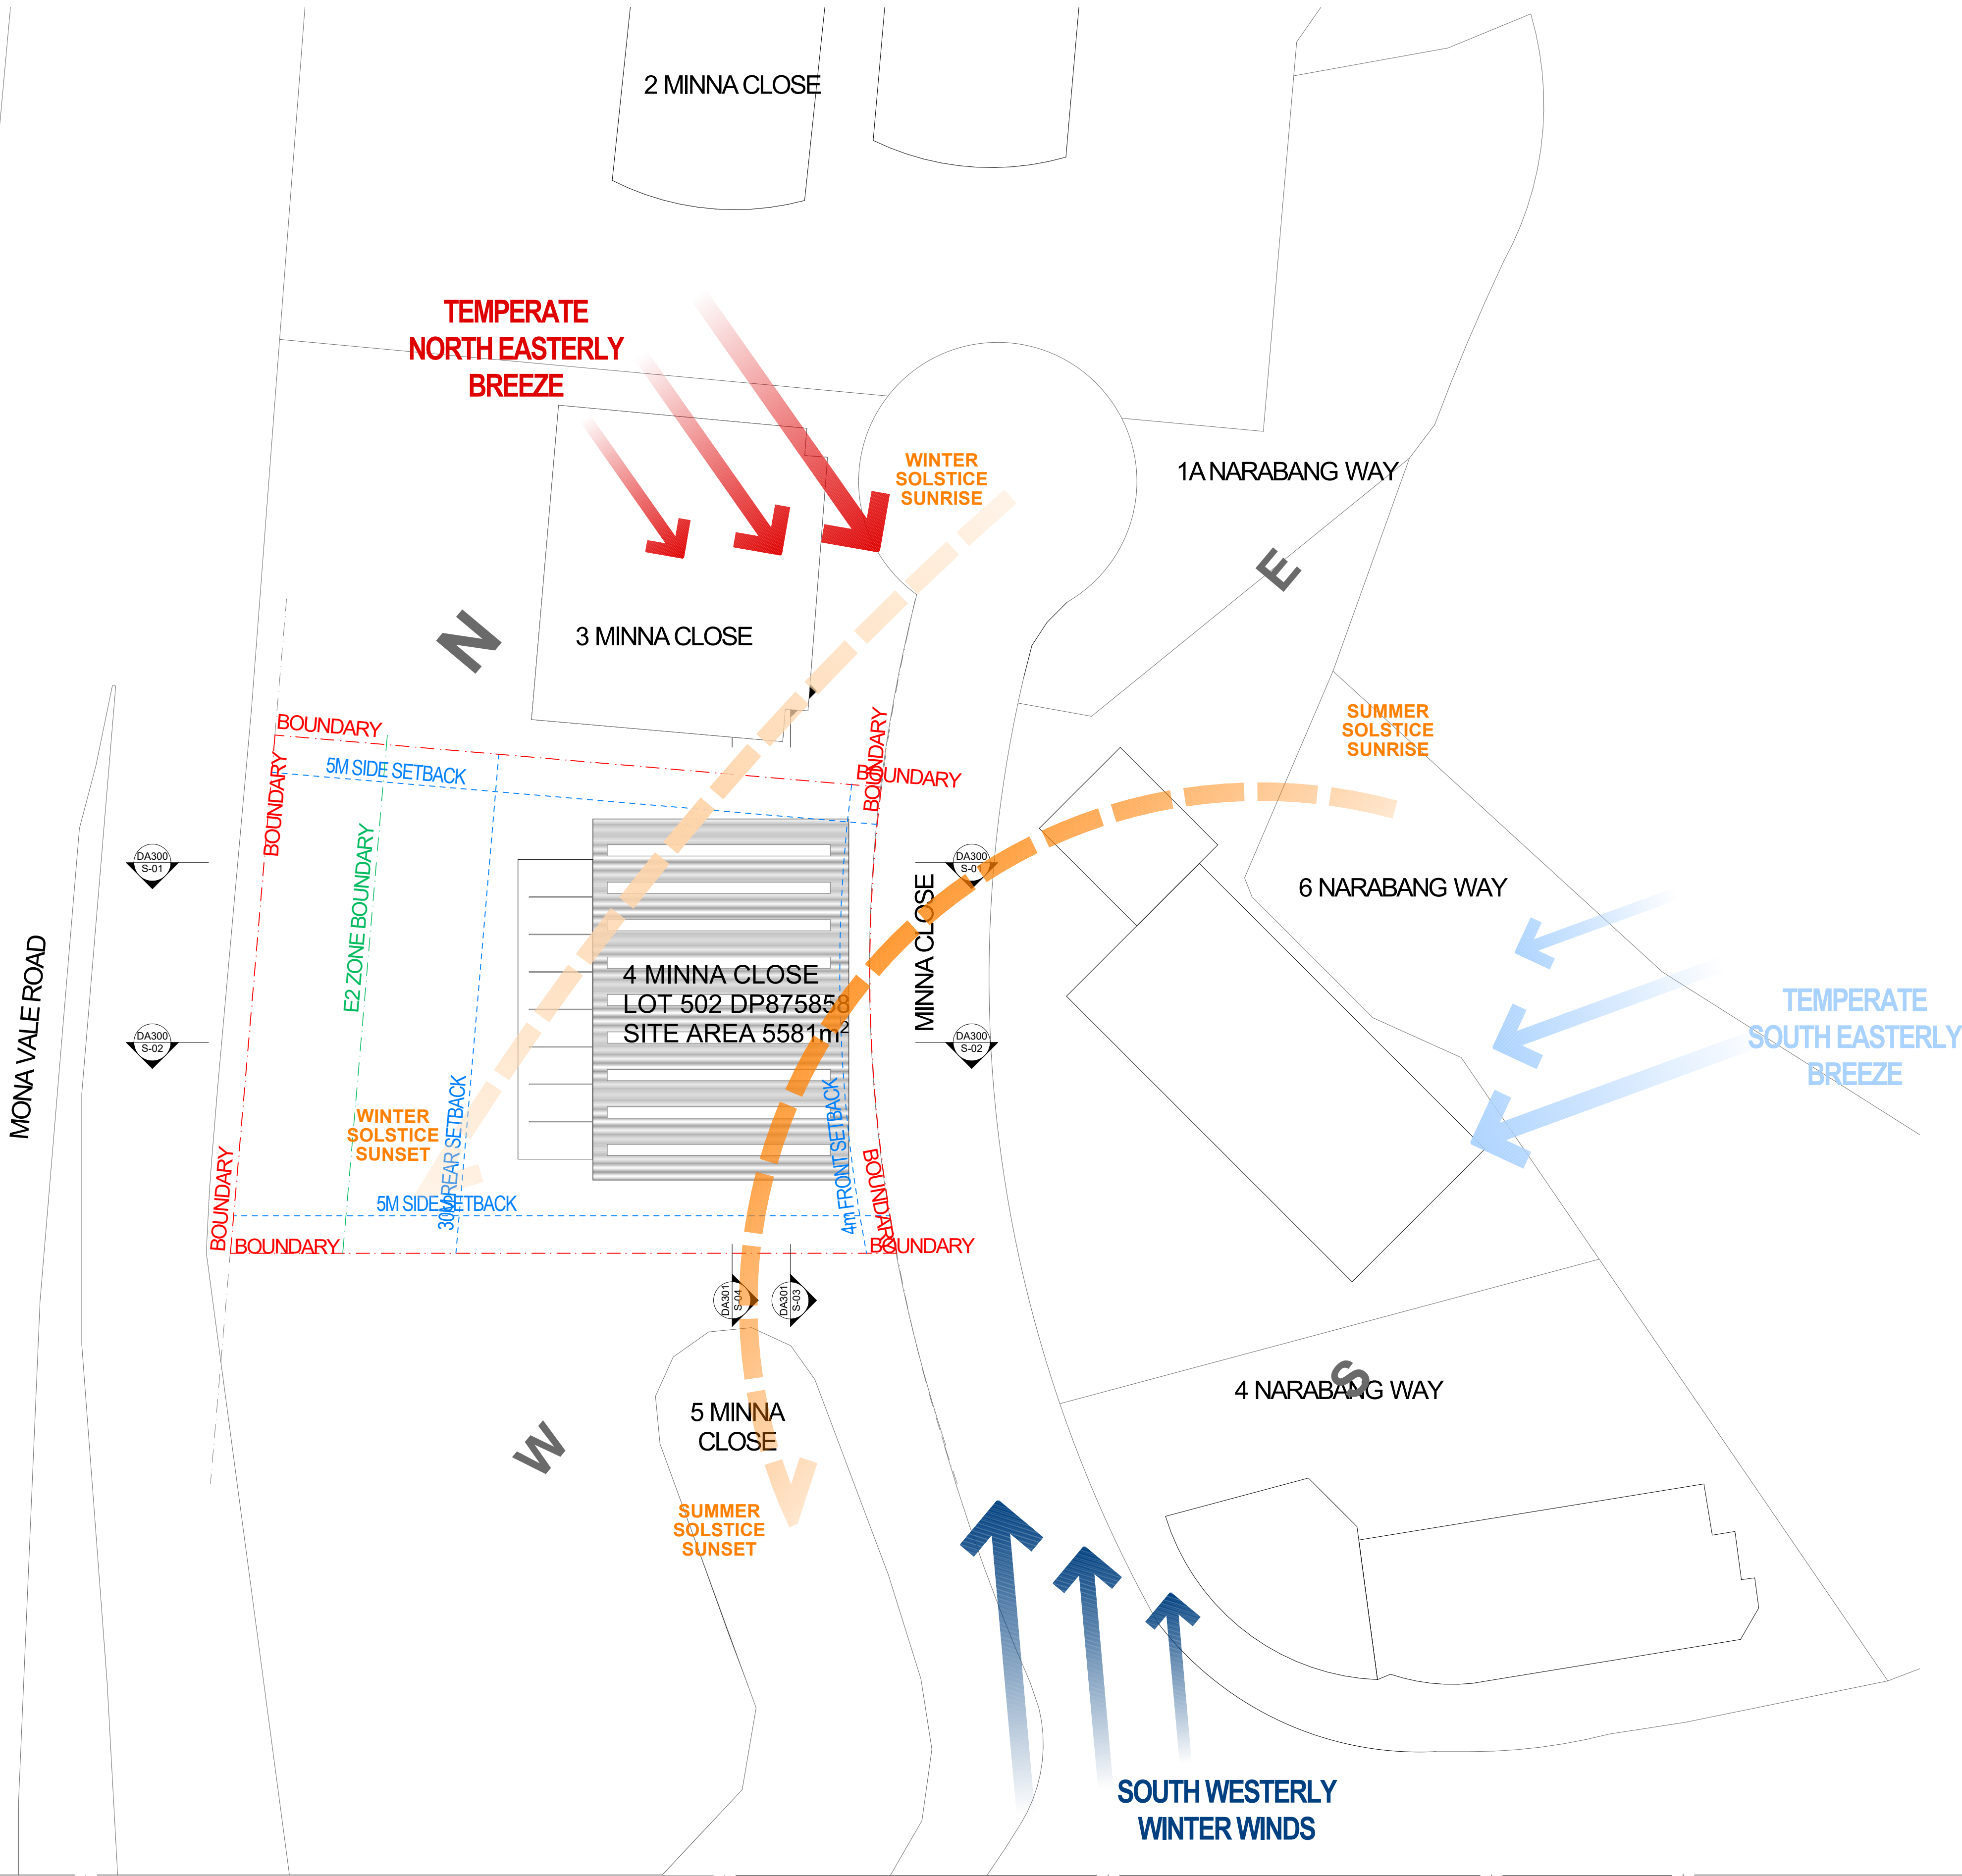 2 MINNA CLOSE
TEMPERATE
NORTH EASTERLY
BREEZE
WINTER
SOLSTICE
SUNRISE
1A NARABANG WAY
E
N
3 MINNA CLOSE
SUMMER
SOLSTICE
SUNRISE
BOUNDARY
BOUNDARY
BOUNDARY
BOUNDARY
5M SIDE SETBACK
DA300
S-01
DA300
S-01
E2 ZONE BOUNDARY
MINNA CLOSE
6 NARABANG WAY
4 MINNA CLOSE
LOT 502 DP875858
SITE AREA 5581m²
MONA VALE ROAD
DA300
S-02
DA300
S-02
TEMPERATE
SOUTH EASTERLY
BREEZE
WINTER
SOLSTICE
SUNSET
30M REAR SETBACK
4m FRONT SETBACK
BOUNDARY
BOUNDARY
5M SIDE SETBACK
BOUNDARY
BOUNDARY
DA301
S-04
DA301
S-03
S
4 NARABANG WAY
5 MINNA
CLOSE
W
SUMMER
SOLSTICE
SUNSET
SOUTH WESTERLY
WINTER WINDS